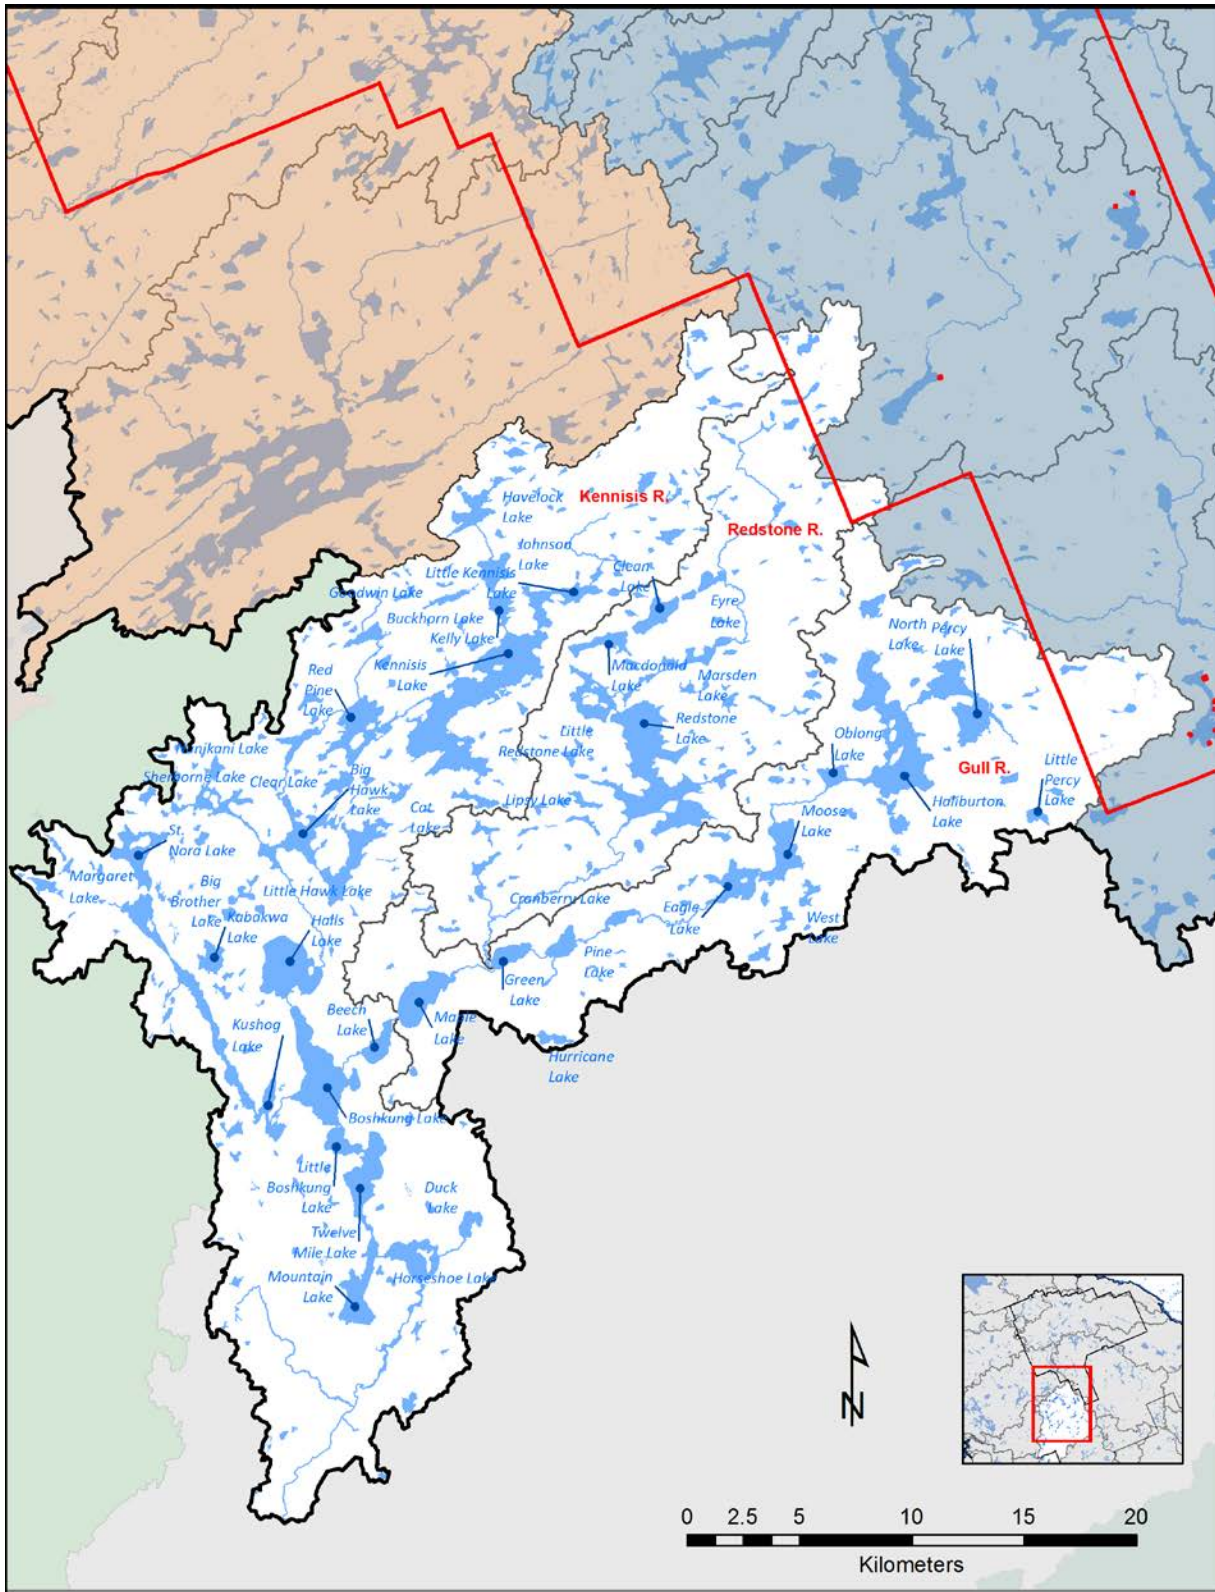 Havelock
Lake
Kennisis R.
Redstone R.
Johnson
Lake
Little Kennisis
Lake
Clean
Lake
Goodwin Lake
Buckhorn Lake
Kelly Lake
Eyre
Lake
North
Lake
Percy
Lake
Kennisis
Lake
Red
Pine
Lake
Macdonald
Lake
Marsden
Lake
Redstone
Lake
Little
Redstone Lake
Oblong
Lake
Gull R.
Little
Percy
Lake
Haliburton
Lake
Sherborne Lake
Clear Lake
Big
Hawk
Lake
Cat
Lake
Lipsy Lake
Moose
Lake
St.
Nora Lake
Margaret
Lake
Big
Brother
Lake
Little Hawk Lake
Kabakwa
Lake
Halls
Lake
Cranberry Lake
Eagle
Lake
West
Lake
Pine
Lake
Green
Lake
Maple
Lake
Beech
Lake
Kushog
Lake
Hurricane
Lake
Boshkung Lake
Little
Boshkung
Lake
Duck
Lake
Twelve
Mile Lake
Mountain
Lake
Horseshoe Lake
N
0 2.5 5 10 15 20
Kilometers